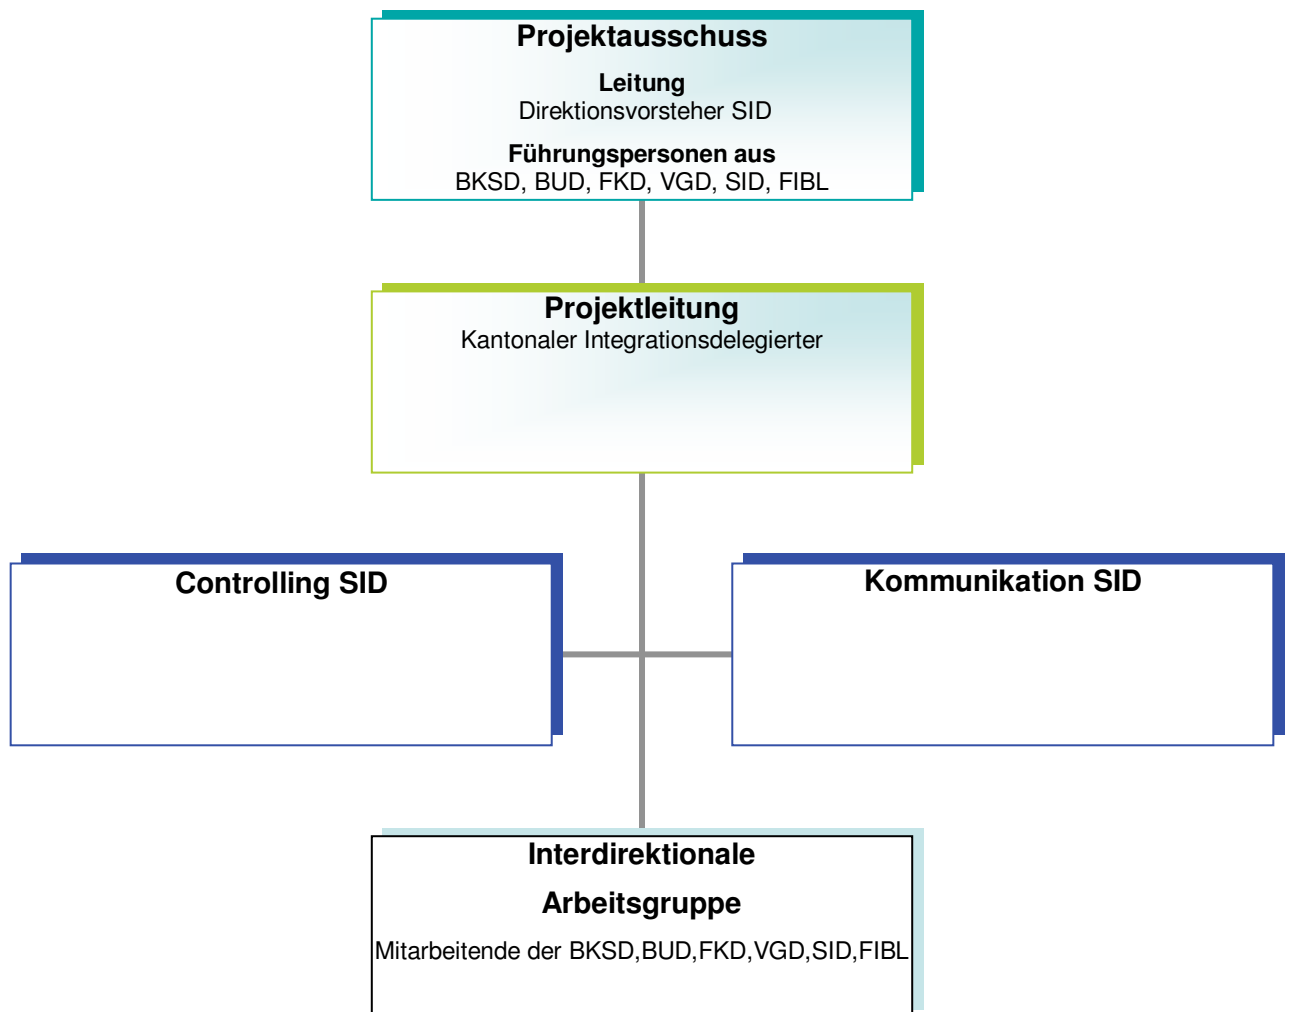 Projektausschuss
Leitung
Direktionsvorsteher SID
Führungspersonen aus
BKSD, BUD, FKD, VGD, SID, FIBL
Projektleitung
Kantonaler Integrationsdelegierter
Controlling SID
Kommunikation SID
Interdirektionale
Arbeitsgruppe
Mitarbeitende der BKSD,BUD,FKD,VGD,SID,FIBL